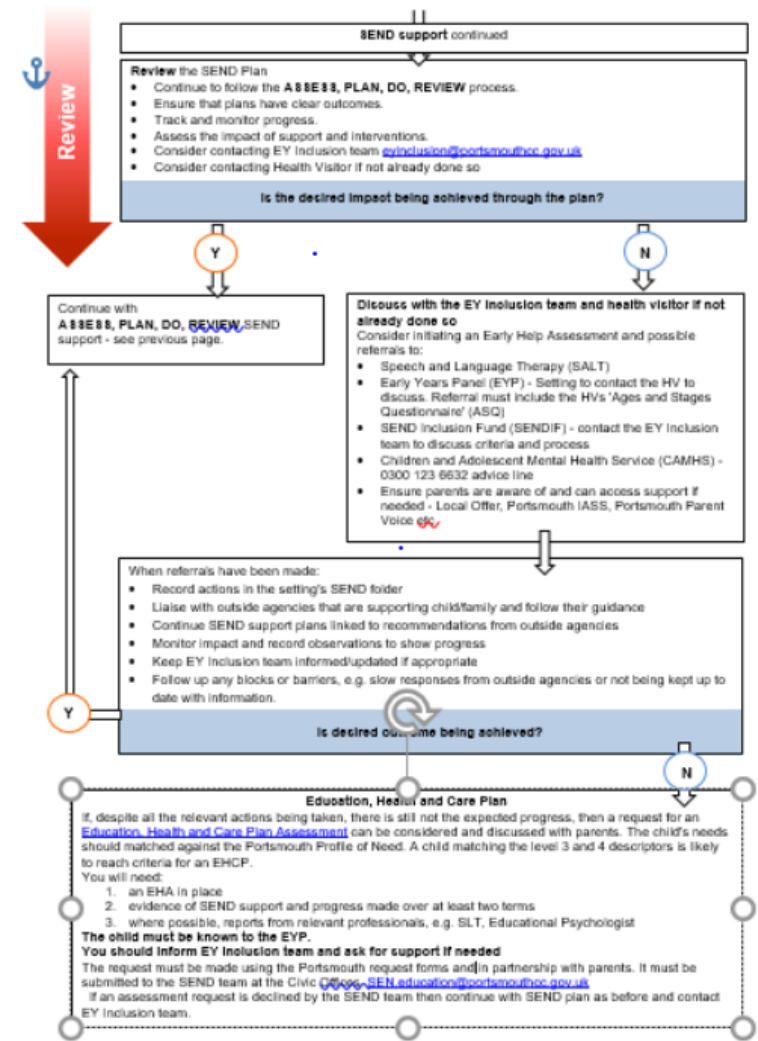 SEND support continued
Review the SEND Plan
• Continue to follow the ASSESS, PLAN, DO, REVIEW process.
• Ensure that plans have clear outcomes.
• Track and monitor progress.
• Assess the impact of support and interventions.
• Consider contacting EY Inclusion team eyinclusion@portsmouthcc.gov.uk
• Consider contacting Health Visitor if not already done so
Is the desired impact being achieved through the plan?
Review
Y
N
Continue with
ASSESS, PLAN, DO, REVIEW SEND
support - see previous page.
Discuss with the EY Inclusion team and health visitor if not
already done so
Consider initiating an Early Help Assessment and possible
referrals to:
• Speech and Language Therapy (SALT)
• Early Years Panel (EYP) - Setting to contact the HV to
discuss. Referral must include the HVs 'Ages and Stages
Questionnaire' (ASQ)
• SEND Inclusion Fund (SENDIF) - contact the EY Inclusion
team to discuss criteria and process
• Children and Adolescent Mental Health Service (CAMHS) -
0300 123 6632 advice line
• Ensure parents are aware of and can access support if
needed - Local Offer, Portsmouth IASS, Portsmouth Parent
Voice etc.
When referrals have been made:
• Record actions in the setting's SEND folder
• Liaise with outside agencies that are supporting child/family and follow their guidance
• Continue SEND support plans linked to recommendations from outside agencies
• Monitor impact and record observations to show progress
• Keep EY Inclusion team informed/updated if appropriate
• Follow up any blocks or barriers, e.g. slow responses from outside agencies or not being kept up to
date with information.
Is desired outcome being achieved?
Y
N
Education, Health and Care Plan
If, despite all the relevant actions being taken, there is still not the expected progress, then a request for an
Education, Health and Care Plan Assessment can be considered and discussed with parents. The child's needs
should matched against the Portsmouth Profile of Need. A child matching the level 3 and 4 descriptors is likely
to reach criteria for an EHCP.
You will need:
1. an EHA in place
2. evidence of SEND support and progress made over at least two terms
3. where possible, reports from relevant professionals, e.g. SLT, Educational Psychologist
The child must be known to the EYP.
You should inform EY Inclusion team and ask for support if needed
The request must be made using the Portsmouth request forms and in partnership with parents. It must be
submitted to the SEND team at the Civic Offices. SEN.education@portsmouthcc.gov.uk
If an assessment request is declined by the SEND team then continue with SEND plan as before and contact
EY Inclusion team.